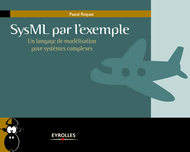 Pascal Roques
SysML par l'exemple
Un langage de modélisation
pour systèmes complexes
EYROLLES